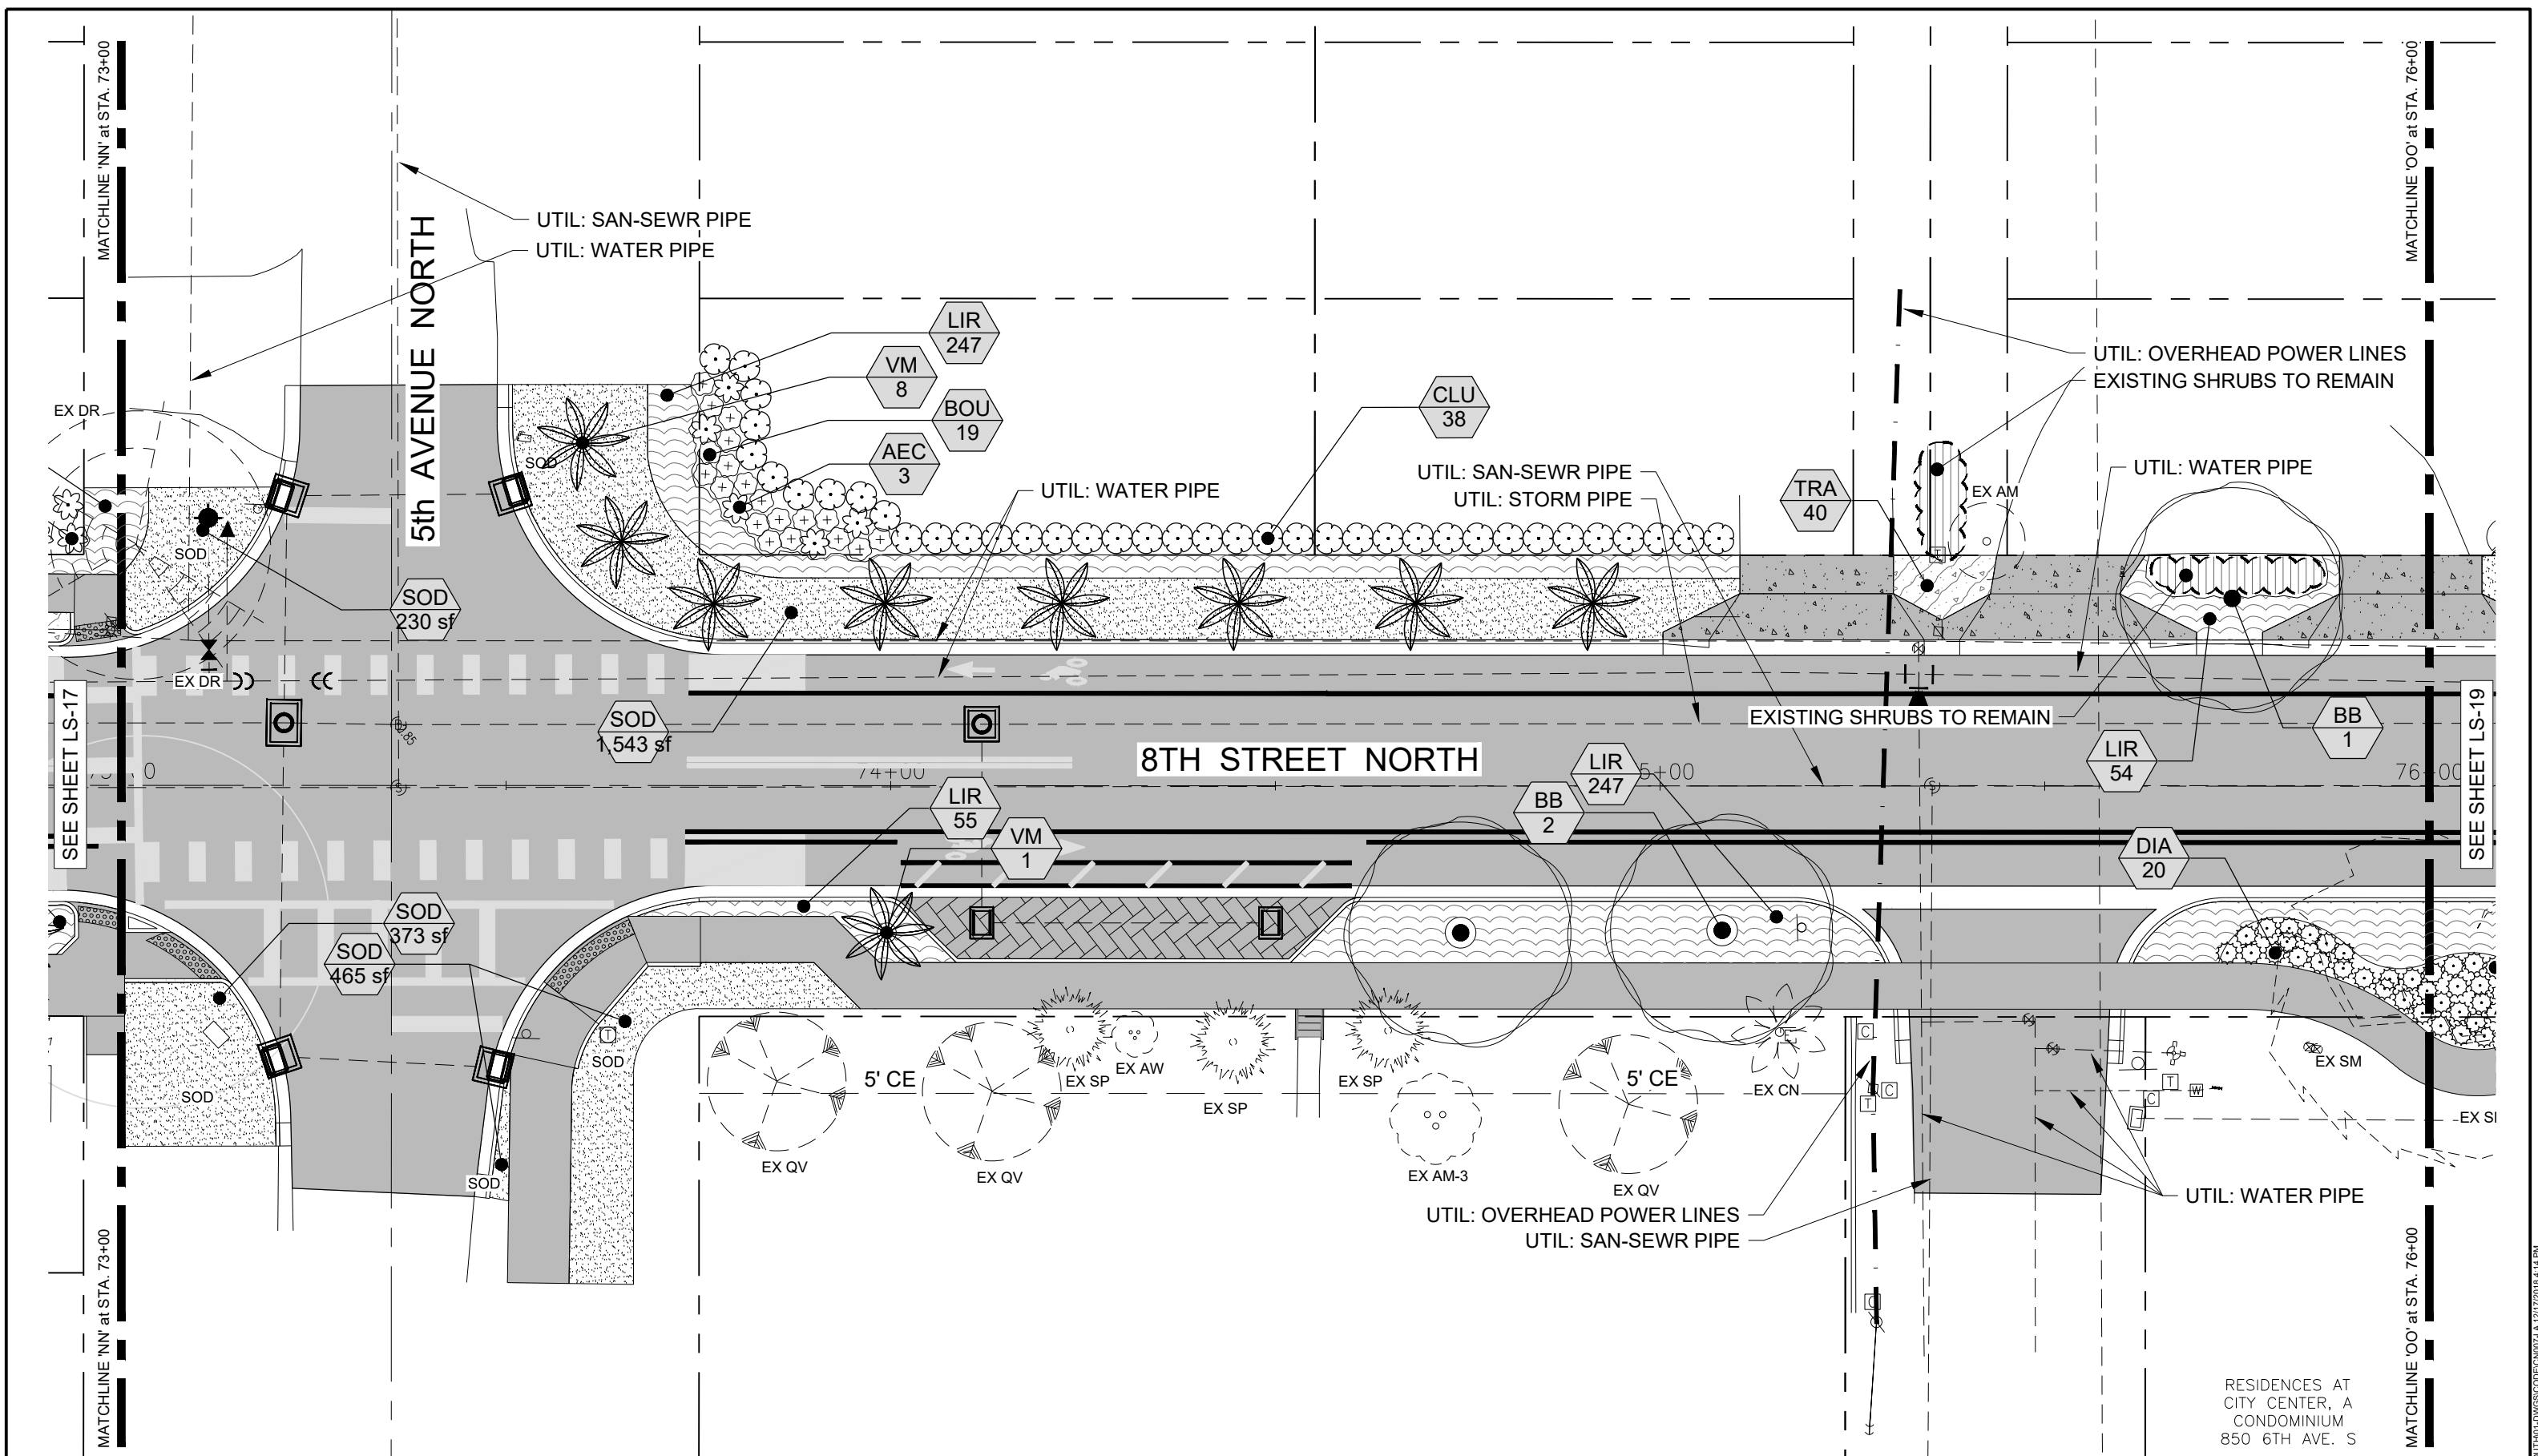 MATCHLINE 'NN' at STA. 73+00
MATCHLINE 'OO' at STA. 76+00
UTIL: SAN-SEWR PIPE
UTIL: WATER PIPE
5th AVENUE NORTH
LIR
247
VM
8
BOU
19
AEC
3
CLU
38
UTIL: OVERHEAD POWER LINES
EXISTING SHRUBS TO REMAIN
EX DR
SOD
UTIL: WATER PIPE
UTIL: SAN-SEWR PIPE
UTIL: STORM PIPE
TRA
40
EX AM
UTIL: WATER PIPE
SOD
SOD
230 sf
EX DR
SOD
1,543 sf
EXISTING SHRUBS TO REMAIN
BB
1
LIR
54
SEE SHEET LS-17
SEE SHEET LS-19
8TH STREET NORTH
74+00
5+00
76+00
LIR
247
BB
2
LIR
55
VM
1
DIA
20
SOD
373 sf
SOD
465 sf
SOD
SOD
SOD
5' CE
EX SP
EX AW
EX SP
EX SP
5' CE
EX CN
EX SM
EX QV
EX QV
EX AM-3
EX QV
C
C
T
C
T
C
W
T
T
UTIL: WATER PIPE
UTIL: OVERHEAD POWER LINES
UTIL: SAN-SEWR PIPE
MATCHLINE 'NN' at STA. 73+00
MATCHLINE 'OO' at STA. 76+00
RESIDENCES AT
CITY CENTER, A
CONDOMINIUM
850 6TH AVE. S